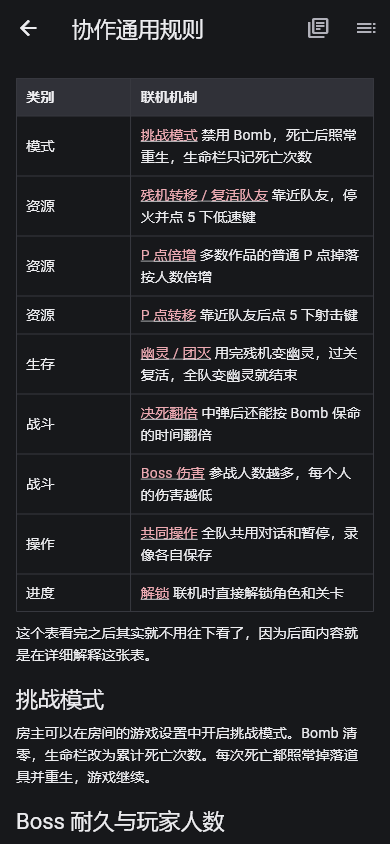 协作通用规则
类别 联机机制
模式 挑战模式 禁用 Bomb，死亡后照常
重生，生命栏只记死亡次数
资源 残机转移 / 复活队友 靠近队友，停
火并点 5 下低速键
资源 P 点倍增 多数作品的普通 P 点掉落
按人数倍增
资源 P 点转移 靠近队友后点 5 下射击键
生存 幽灵 / 团灭 用完残机变幽灵，过关
复活，全队变幽灵就结束
战斗 决死翻倍 中弹后还能按 Bomb 保命
的时间翻倍
战斗 Boss 伤害 参战人数越多，每个人
的伤害越低
操作 共同操作 全队共用对话和暂停，录
像各自保存
进度 解锁 联机时直接解锁角色和关卡
这个表看完之后其实就不用往下看了，因为后面内容就
是在详细解释这张表。
挑战模式
房主可以在房间的游戏设置中开启挑战模式。Bomb 清
零，生命栏改为累计死亡次数。每次死亡都照常掉落道
具并重生，游戏继续。
Boss 耐久与玩家人数